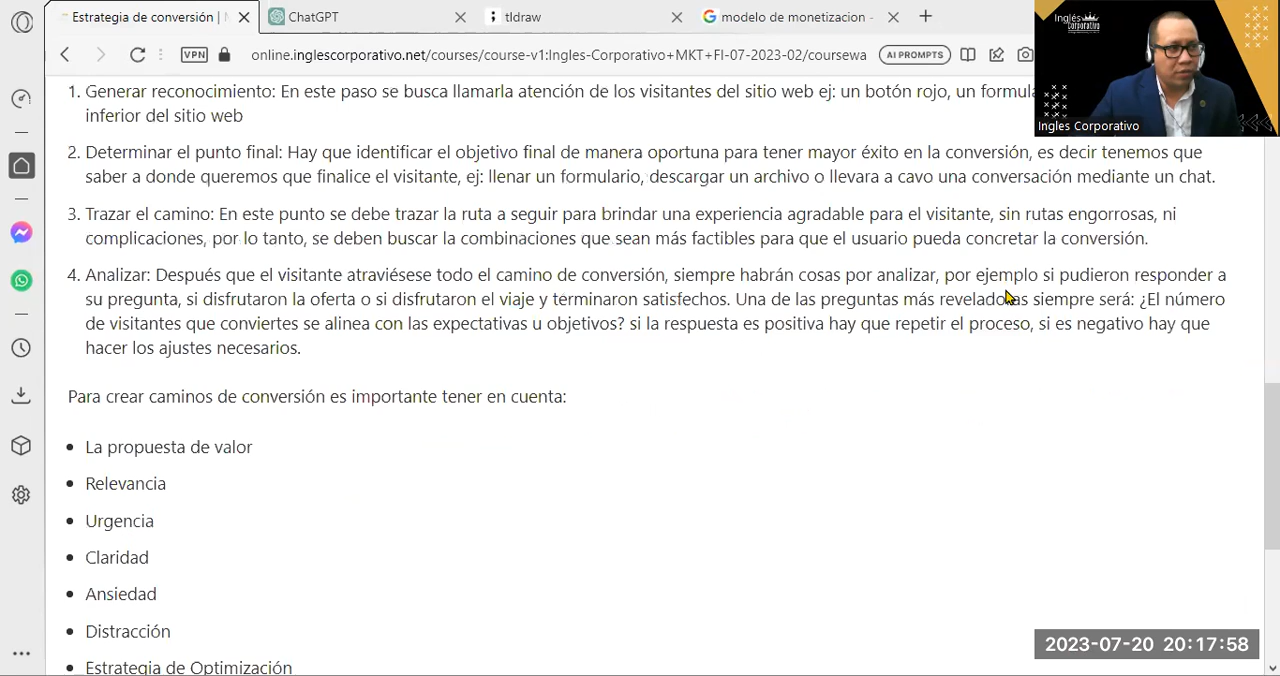 Estrategia de conversión |
ChatGPT
tldraw
modelo de monetizacion -
VPN
online.inglescorporativo.net/courses/course-v1:Ingles-Corporativo+MKT+FI-07-2023-02/coursewa
AI PROMPTS
Inglés
Corporativo
Ingles Corporativo
1. Generar reconocimiento: En este paso se busca llamarla atención de los visitantes del sitio web ej: un botón rojo, un formula
inferior del sitio web
2. Determinar el punto final: Hay que identificar el objetivo final de manera oportuna para tener mayor éxito en la conversión, es decir tenemos que
saber a donde queremos que finalice el visitante, ej: llenar un formulario, descargar un archivo o llevara a cavo una conversación mediante un chat.
3. Trazar el camino: En este punto se debe trazar la ruta a seguir para brindar una experiencia agradable para el visitante, sin rutas engorrosas, ni
complicaciones, por lo tanto, se deben buscar la combinaciones que sean más factibles para que el usuario pueda concretar la conversión.
4. Analizar: Después que el visitante atraviésese todo el camino de conversión, siempre habrán cosas por analizar, por ejemplo si pudieron responder a
su pregunta, si disfrutaron la oferta o si disfrutaron el viaje y terminaron satisfechos. Una de las preguntas más reveladoras siempre será: ¿El número
de visitantes que conviertes se alinea con las expectativas u objetivos? si la respuesta es positiva hay que repetir el proceso, si es negativo hay que
hacer los ajustes necesarios.
Para crear caminos de conversión es importante tener en cuenta:
• La propuesta de valor
• Relevancia
• Urgencia
• Claridad
• Ansiedad
• Distracción
• Estrategia de Optimización
2023-07-20 20:17:58